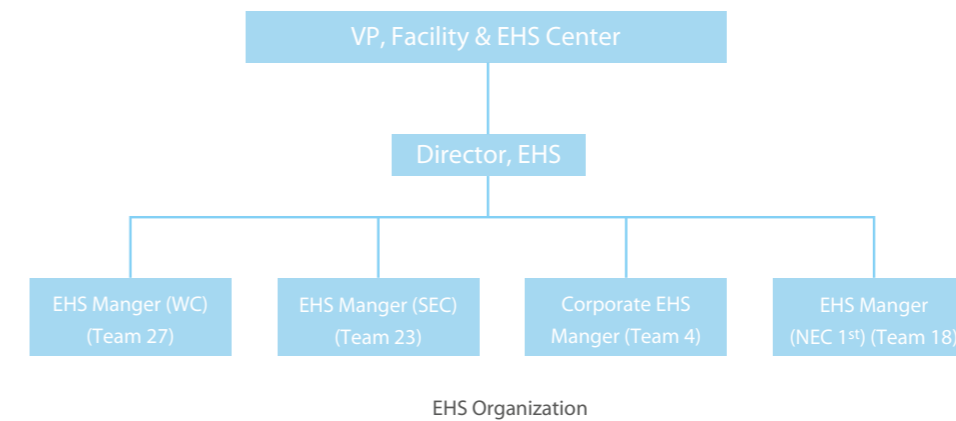 VP, Facility & EHS Center
Director, EHS
EHS Manger (WC)
(Team 27)
EHS Manger (SEC)
(Team 23)
Corporate EHS
Manger (Team 4)
EHS Manger
(NEC 1st) (Team 18)
EHS Organization